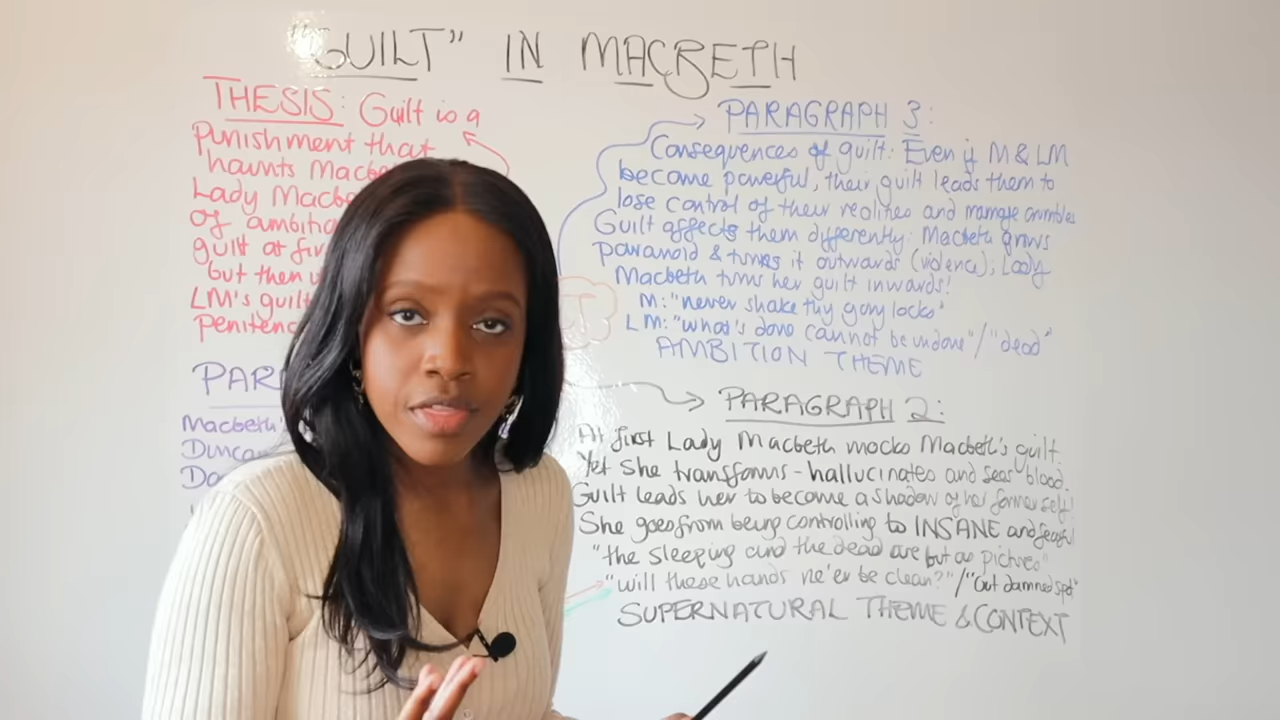 "GUILT" IN MACBETH
THESIS: Guilt is a
punishment that
haunts Macbe
Lady Macbe
of ambitio
guilt at fir
but then
LM's guilt
penitenc
PAR
Macbeth's
Dunca
Do
PARAGRAPH 3:
Consequences of guilt: Even if M & LM
become powerful, their guilt leads them to
lose control of their realities and marriage crumbles
Guilt affects them differently: Macbeth grows
paranoid & turns it outwards (violence); Lady
Macbeth turns her guilt inwards!
M: "never shake thy gory locks"
LM: "what's done cannot be undone"/"dead"
AMBITION THEME
PARAGRAPH 2:
At first Lady Macbeth mocks Macbeth's guilt.
Yet she transforms - hallucinates and sees blood.
Guilt leads her to become a shadow of her former self!
She goes from being controlling to INSANE and fearful
"the sleeping and the dead are but as pictures"
"will these hands ne'er be clean?"/"Out damned spot"
SUPERNATURAL THEME & CONTEXT